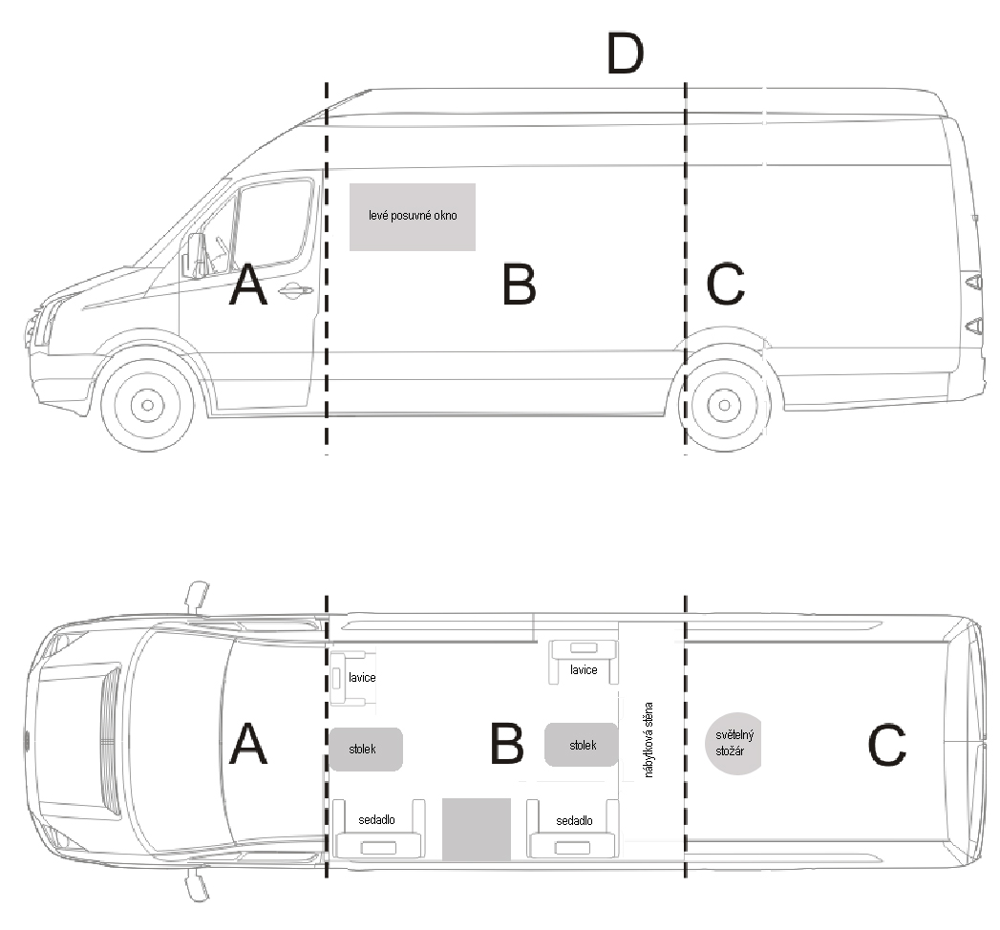 D
levé posuvné okno
A
B
C
lavice
lavice
nábytková stěna
A
stolek
B
stolek
světelný
stožár
C
sedadlo
sedadlo